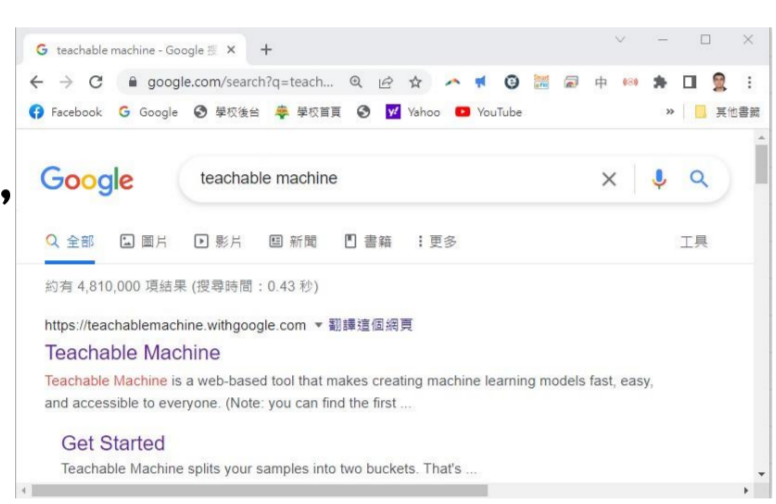 teachable machine - Google 搜
google.com/search?q=teach...
Facebook Google 學校後台 學校首頁 Yahoo YouTube » 其他書籤
,
Google teachable machine
全部 圖片 影片 新聞 書籍 更多 工具
約有 4,810,000 項結果 (搜尋時間:0.43 秒)
https://teachablemachine.withgoogle.com ▼ 翻譯這個網頁
Teachable Machine
Teachable Machine is a web-based tool that makes creating machine learning models fast, easy,
and accessible to everyone. (Note: you can find the first ...
Get Started
Teachable Machine splits your samples into two buckets. That's ...